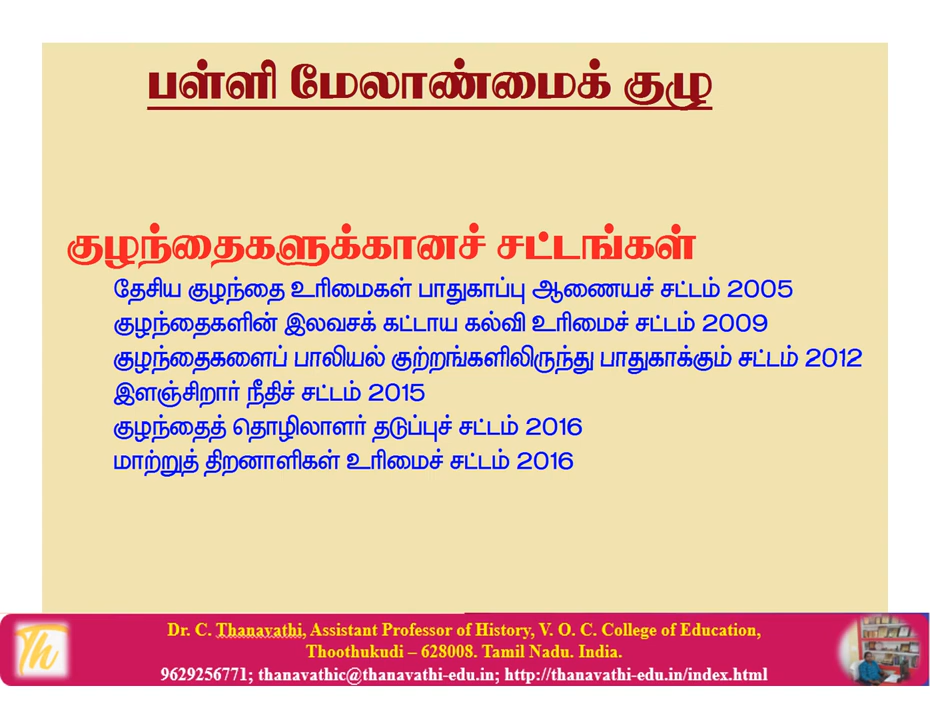 பள்ளி மேலாண்மைக் குழு
குழந்தைகளுக்கானச் சட்டங்கள்
தேசிய குழந்தை உரிமைகள் பாதுகாப்பு ஆணையச் சட்டம் 2005
குழந்தைகளின் இலவசக் கட்டாய கல்வி உரிமைச் சட்டம் 2009
குழந்தைகளைப் பாலியல் குற்றங்களிலிருந்து பாதுகாக்கும் சட்டம் 2012
இளஞ்சிறார் நீதிச் சட்டம் 2015
குழந்தைத் தொழிலாளர் தடுப்புச் சட்டம் 2016
மாற்றுத் திறனாளிகள் உரிமைச் சட்டம் 2016
Th
Dr. C. Thanavathi, Assistant Professor of History, V. O. C. College of Education,
Thoothukudi – 628008. Tamil Nadu. India.
9629256771; thanavathic@thanavathi-edu.in; http://thanavathi-edu.in/index.html